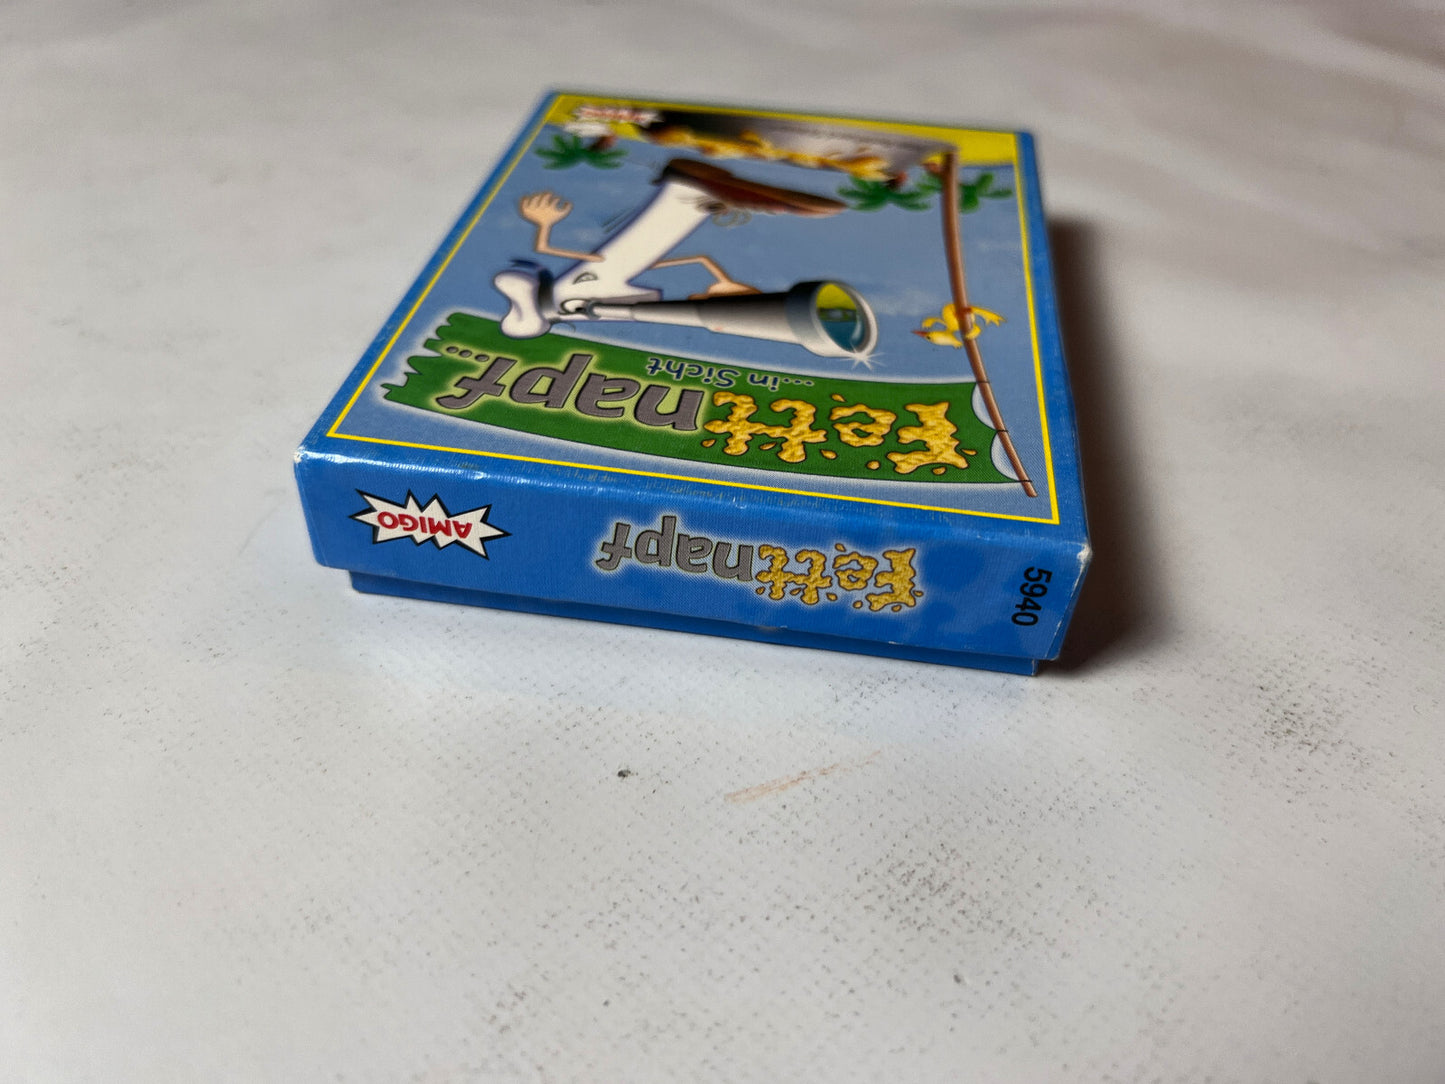 Fettnapf...
...in Sicht
Fettnapf
AMIGO
5940